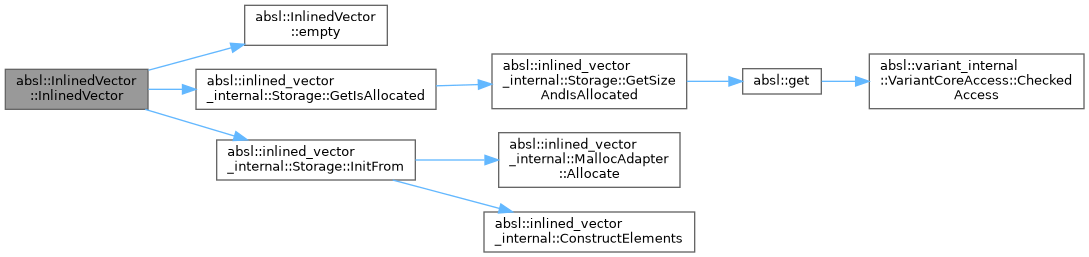 absl::InlinedVector
::InlinedVector
absl::InlinedVector
::empty
absl::inlined_vector
_internal::Storage::GetIsAllocated
absl::inlined_vector
_internal::Storage::GetSize
AndIsAllocated
absl::get
absl::variant_internal
::VariantCoreAccess::Checked
Access
absl::inlined_vector
_internal::Storage::InitFrom
absl::inlined_vector
_internal::MallocAdapter
::Allocate
absl::inlined_vector
_internal::ConstructElements